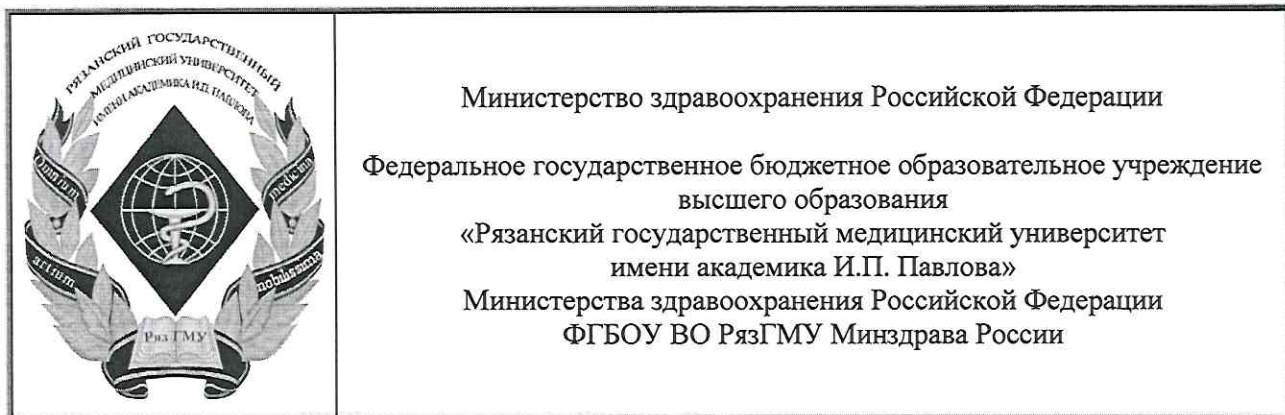 РЯЗАНСКИЙ ГОСУДАРСТВЕННЫЙ
МЕДИЦИНСКИЙ УНИВЕРСИТЕТ
ИМЕНИ АКАДЕМИКА И.П. ПАВЛОВА
Omnium
medicina
artium
nobilissima
Ряз ГМУ
Министерство здравоохранения Российской Федерации
Федеральное государственное бюджетное образовательное учреждение
высшего образования
«Рязанский государственный медицинский университет
имени академика И.П. Павлова»
Министерства здравоохранения Российской Федерации
ФГБОУ ВО РязГМУ Минздрава России